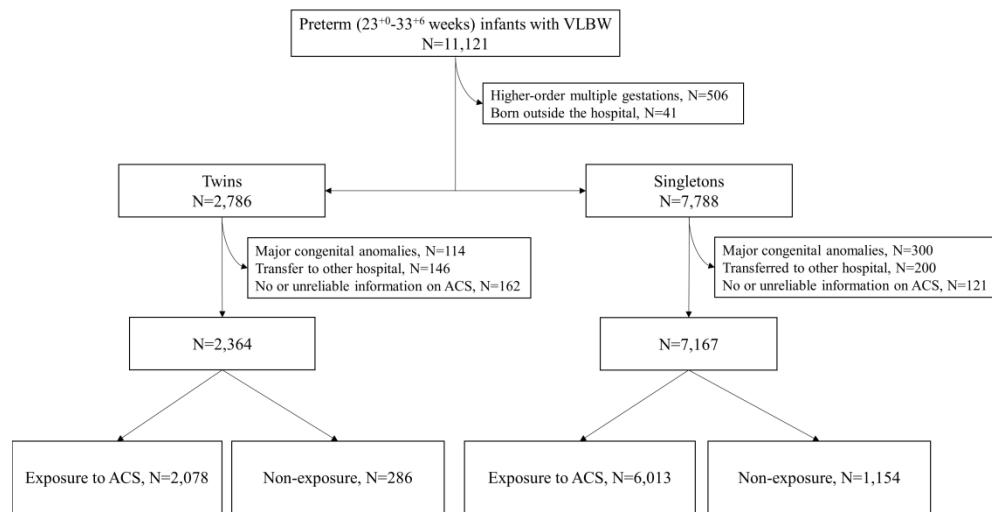 Preterm (23⁺⁰-33⁺⁶ weeks) infants with VLBW
N=11,121
Higher-order multiple gestations, N=506
Born outside the hospital, N=41
Twins
N=2,786
Singletons
N=7,788
Major congenital anomalies, N=114
Transfer to other hospital, N=146
No or unreliable information on ACS, N=162
Major congenital anomalies, N=300
Transferred to other hospital, N=200
No or unreliable information on ACS, N=121
N=2,364
N=7,167
Exposure to ACS, N=2,078
Non-exposure, N=286
Exposure to ACS, N=6,013
Non-exposure, N=1,154